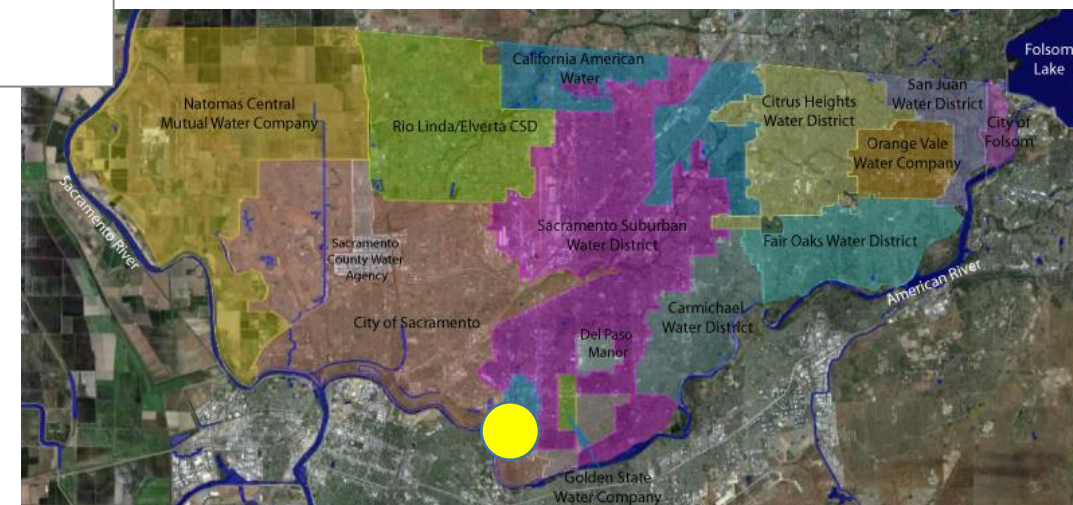 California American
Water
Folsom
Lake
San Juan
Water District
Natomas Central
Mutual Water Company
Citrus Heights
Water District
Rio Linda/Elverta CSD
City of
Folsom
Orange Vale
Water Company
Sacramento River
Sacramento Suburban
Water District
Sacramento
County Water
Agency
Fair Oaks Water District
American River
Carmichael
Water District
City of Sacramento
Del Paso
Manor
Golden State
Water Company